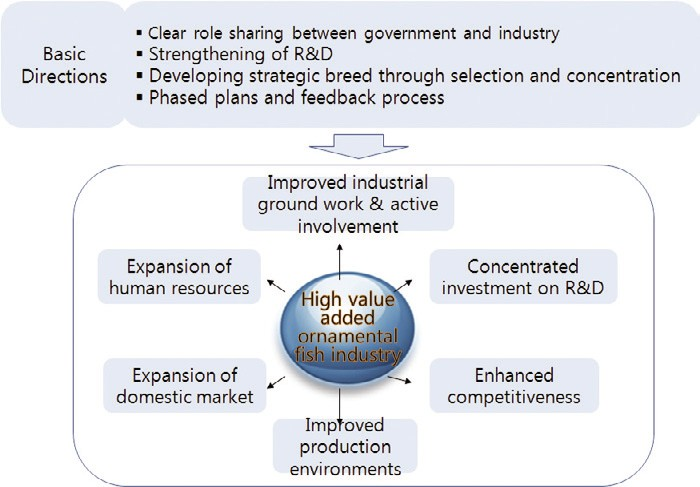 Basic
Directions
▪ Clear role sharing between government and industry
▪ Strengthening of R&D
▪ Developing strategic breed through selection and concentration
▪ Phased plans and feedback process
Improved industrial
ground work & active
involvement
Expansion of
human resources
Concentrated
investment on R&D
High value
added
ornamental
fish industry
Expansion of
domestic market
Enhanced
competitiveness
Improved
production
environments